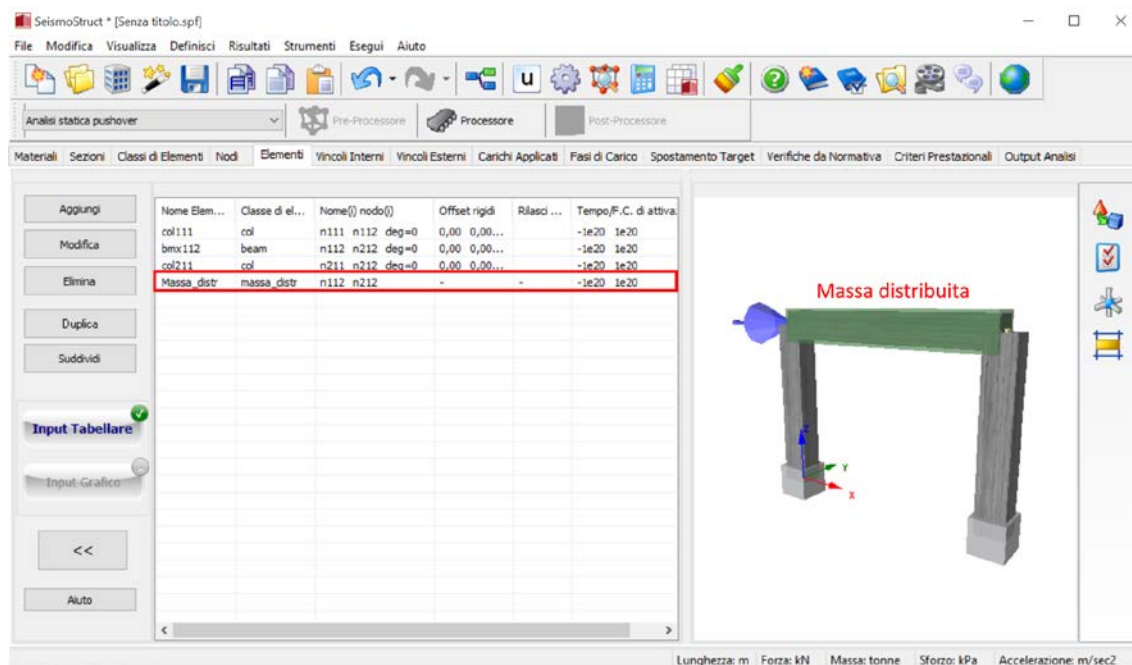 SeismoStruct * [Senza titolo.spf]
File Modifica Visualizza Definisci Risultati Strumenti Esegui Aiuto
u
Analisi statica pushover Pre-Processore Processore Post-Processore
Materiali Sezioni Classi di Elementi Nodi Elementi Vincoli Interni Vincoli Esterni Carichi Applicati Fasi di Carico Spostamento Target Verifiche da Normativa Criteri Prestazionali Output Analisi
Aggiungi
Modifica
Elimina
Duplica
Suddividi
Input Tabellare
Input Grafico
<<
Aiuto
Nome Elem... Classe di el... Nome(i) nodo(i) Offset rigidi Rilasci ... Tempo/F.C. di attiva:
col111 col n111 n112 deg=0 0,00 0,00... -1e20 1e20
bmx112 beam n112 n212 deg=0 0,00 0,00... -1e20 1e20
col211 col n211 n212 deg=0 0,00 0,00... -1e20 1e20
Massa_distr massa_distr n112 n212 - - -1e20 1e20
Massa distribuita
Z
Y
X
Lunghezza: m Forza: kN Massa: tonne Sforzo: kPa Accelerazione: m/sec2